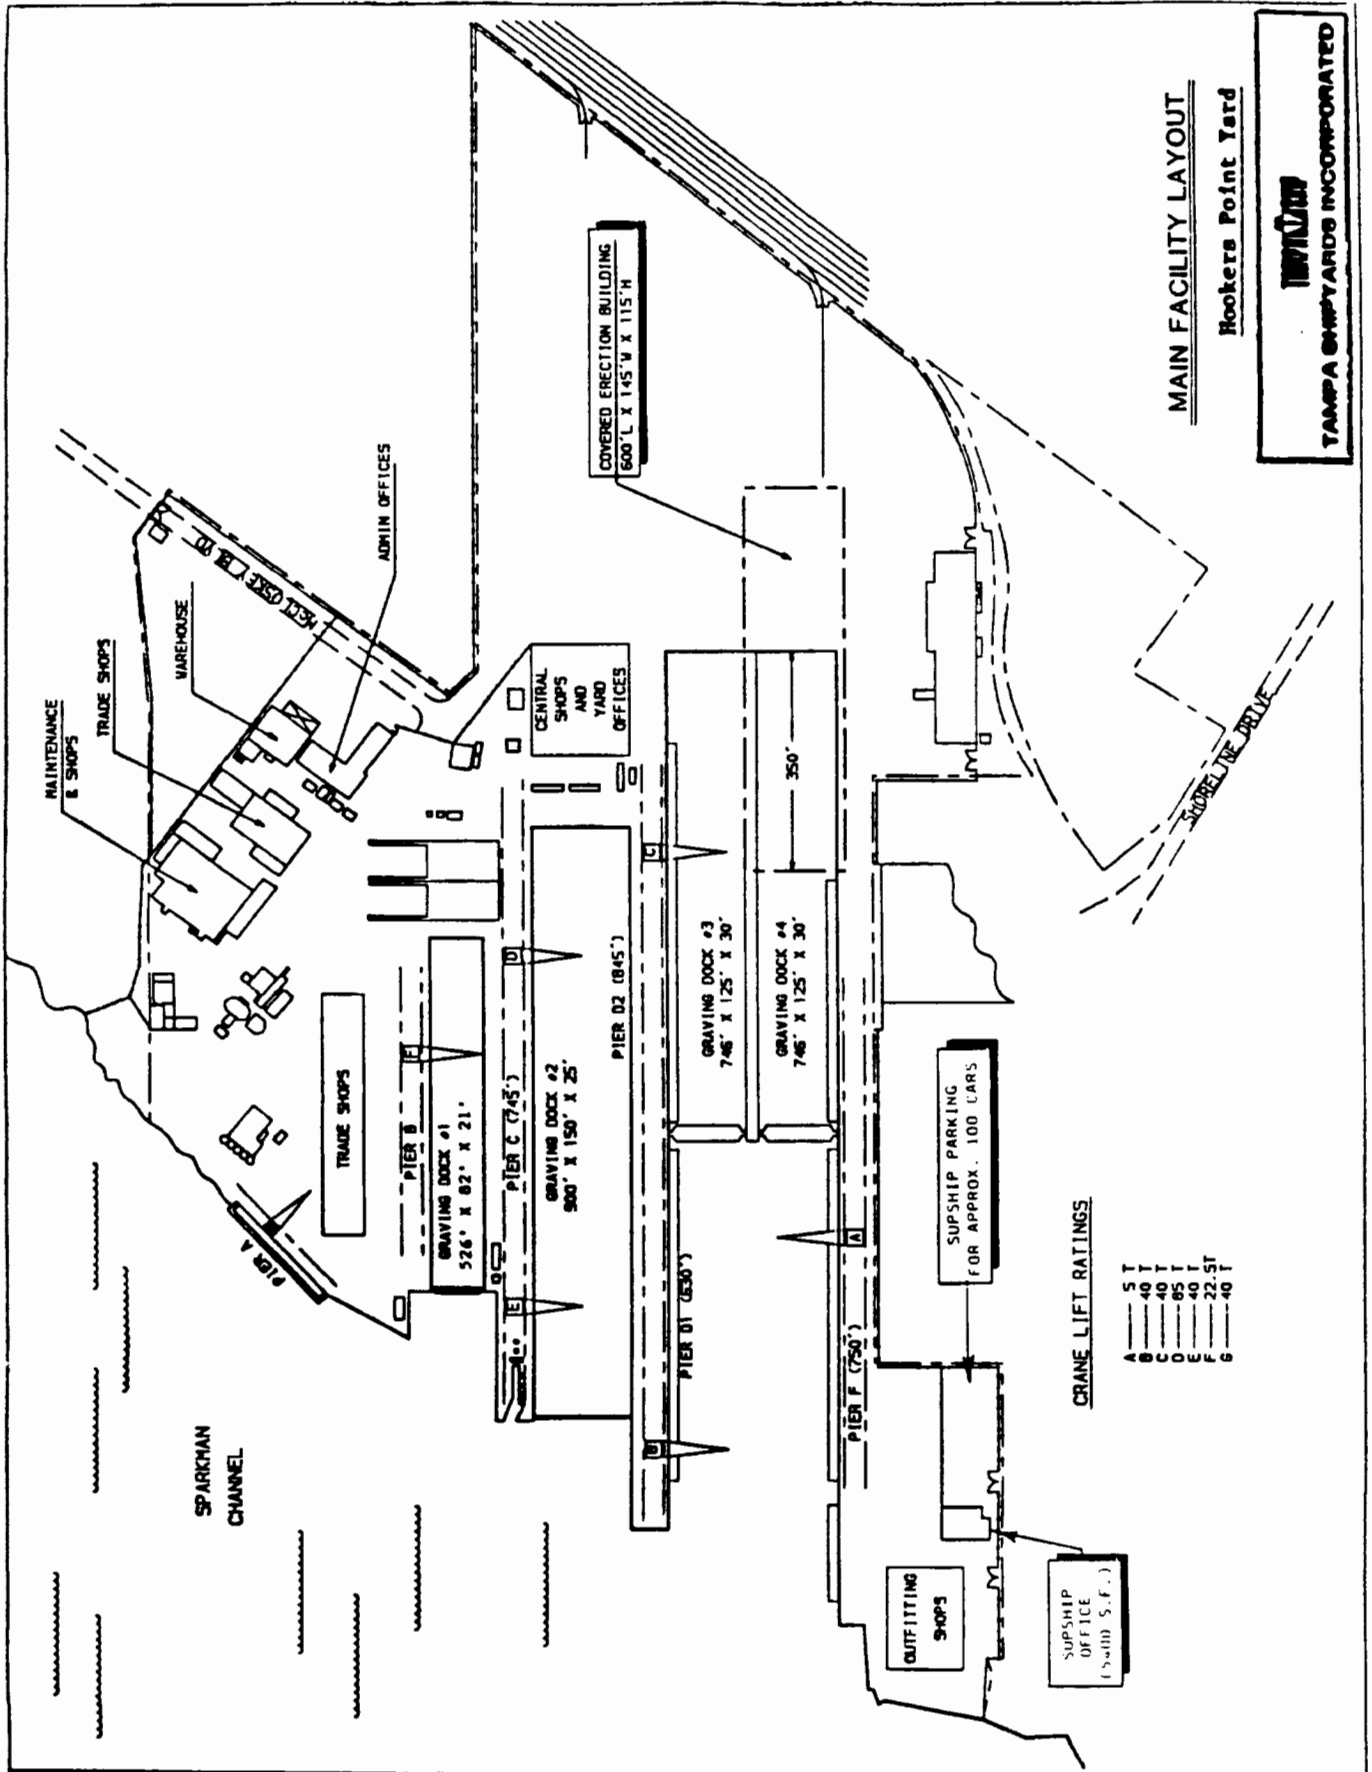 MAINTENANCE
& SHOPS
TRADE SHOPS
WAREHOUSE
ADMIN OFFICES
SPARKMAN
CHANNEL
PIER A
TRADE SHOPS
PIER B
F
GRAVING DOCK #1
526' X 82' X 21'
PIER C (745')
E
D
GRAVING DOCK #2
900' X 150' X 25'
PIER D2 (845')
CENTRAL
SHOPS
AND
YARD
OFFICES
COVERED ERECTION BUILDING
600'L X 145'W X 115'H
B
C
PIER D1 (630')
GRAVING DOCK #3
746' X 125' X 30'
GRAVING DOCK #4
746' X 125' X 30'
350'
A
PIER F (750')
OUTFITTING
SHOPS
SUPSHIP PARKING
FOR APPROX. 100 CARS
SUPSHIP
OFFICE
SHORELINE DRIVE
CRANE LIFT RATINGS
A --- 5 T
B --- 40 T
C --- 40 T
D --- 85 T
E --- 40 T
F --- 22.5T
G --- 40 T
MAIN FACILITY LAYOUT
Hookers Point Yard
TAMPA SHIPYARDS INCORPORATED